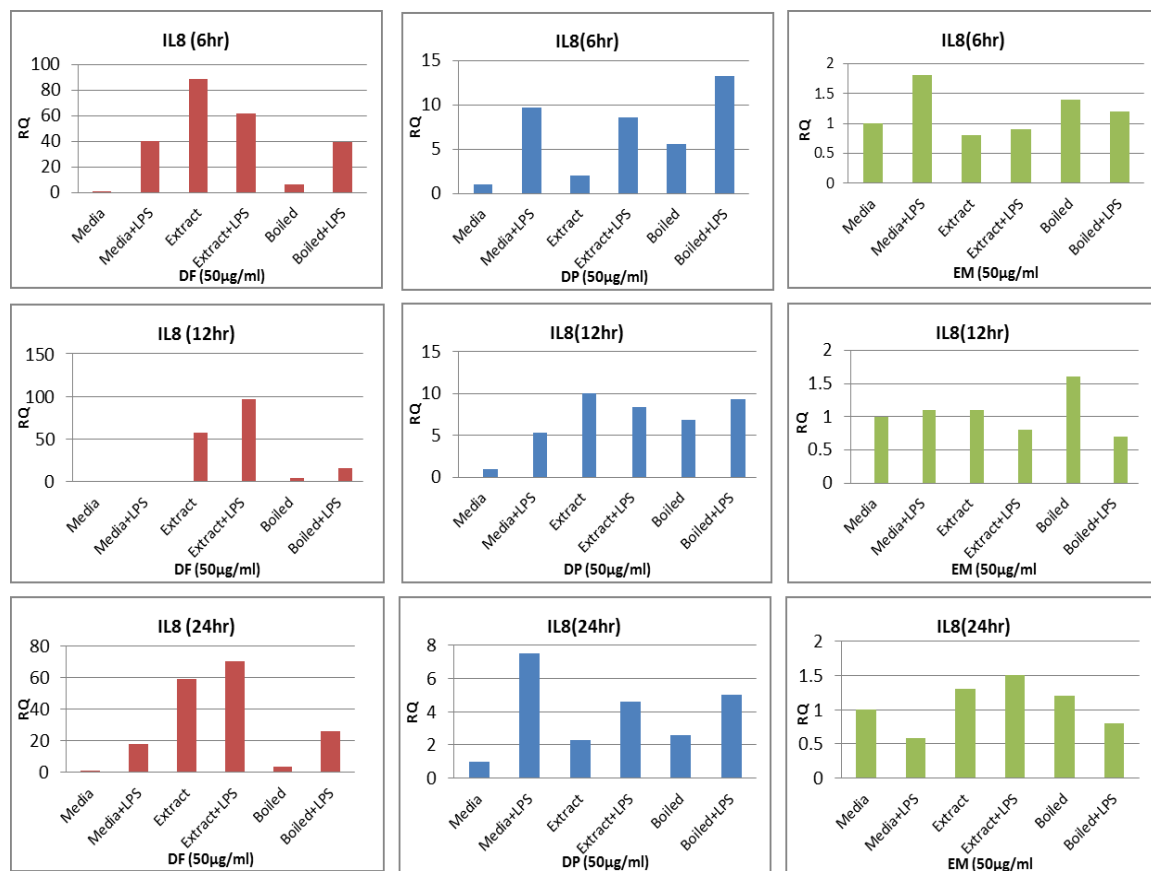 IL8 (6hr)
100
80
60
40
20
0
RQ
Media
Media+LPS
Extract
Extract+LPS
Boiled
Boiled+LPS
DF (50µg/ml)
IL8(6hr)
15
10
5
0
RQ
Media
Media+LPS
Extract
Extract+LPS
Boiled
Boiled+LPS
DP (50µg/ml)
IL8(6hr)
2
1.5
1
0.5
0
RQ
Media
Media+LPS
Extract
Extract+LPS
Boiled
Boiled+LPS
EM (50µg/ml
IL8 (12hr)
150
100
50
0
RQ
Media
Media+LPS
Extract
Extract+LPS
Boiled
Boiled+LPS
DF (50µg/ml)
IL8(12hr)
15
10
5
0
RQ
Media
Media+LPS
Extract
Extract+LPS
Boiled
Boiled+LPS
DP (50µg/ml)
IL8(12hr)
2
1.5
1
0.5
0
RQ
Media
Media+LPS
Extract
Extract+LPS
Boiled
Boiled+LPS
EM (50µg/ml
IL8 (24hr)
80
60
40
20
0
RQ
Media
Media+LPS
Extract
Extract+LPS
Boiled
Boiled+LPS
DF (50µg/ml)
IL8(24hr)
8
6
4
2
0
RQ
Media
Media+LPS
Extract
Extract+LPS
Boiled
Boiled+LPS
DP (50µg/ml)
IL8(24hr)
2
1.5
1
0.5
0
RQ
Media
Media+LPS
Extract
Extract+LPS
Boiled
Boiled+LPS
EM (50µg/ml